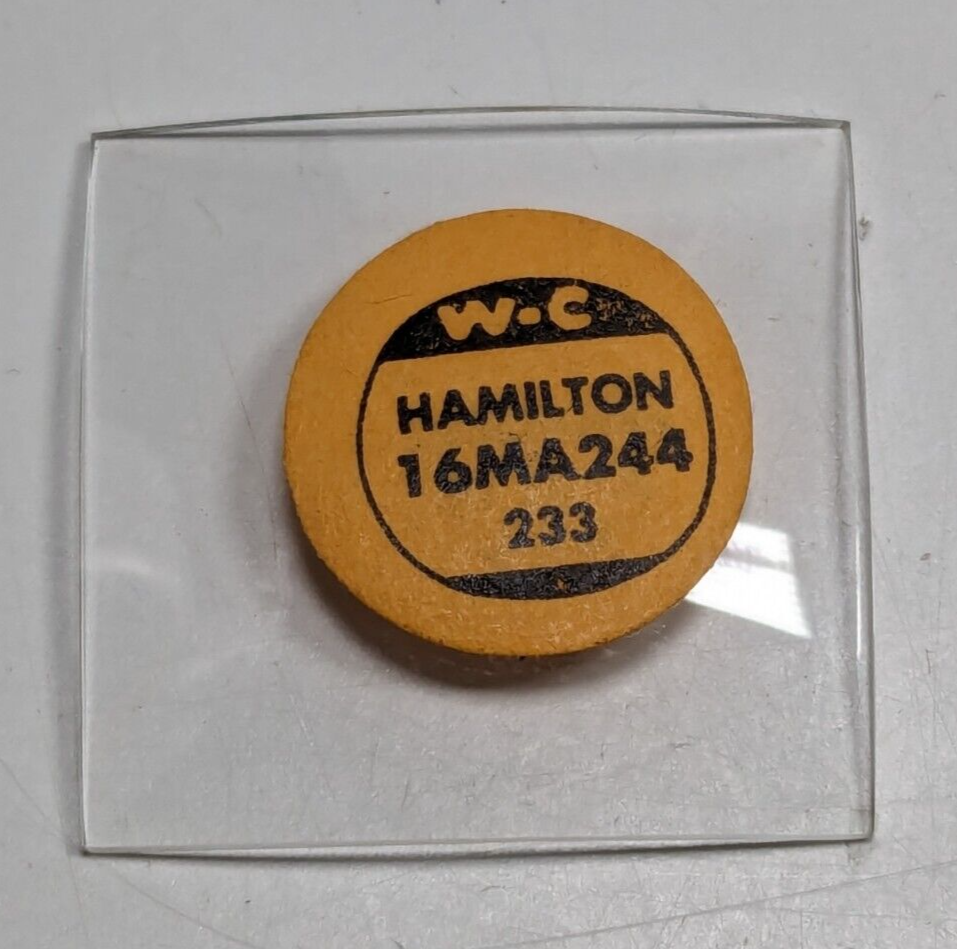 W-C
HAMILTON
16MA244
233